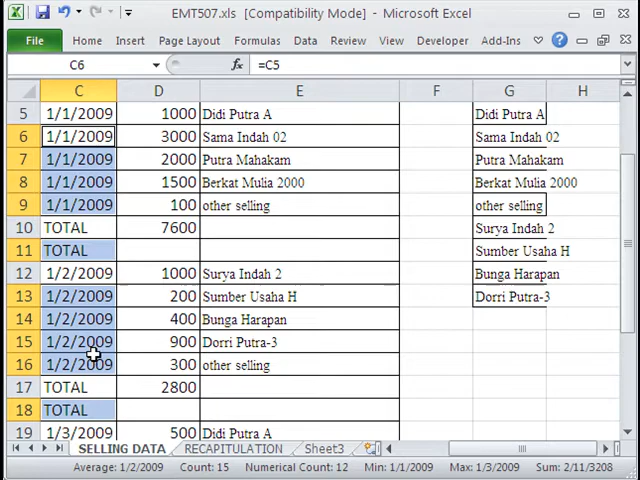 EMT507.xls [Compatibility Mode] - Microsoft Excel
File Home Insert Page Layout Formulas Data Review View Developer Add-Ins
C6 fx =C5
C D E F G H
5 1/1/2009 1000 Didi Putra A Didi Putra A
6 1/1/2009 3000 Sama Indah 02 Sama Indah 02
7 1/1/2009 2000 Putra Mahakam Putra Mahakam
8 1/1/2009 1500 Berkat Mulia 2000 Berkat Mulia 2000
9 1/1/2009 100 other selling other selling
10 TOTAL 7600 Surya Indah 2
11 TOTAL Sumber Usaha H
12 1/2/2009 1000 Surya Indah 2 Bunga Harapan
13 1/2/2009 200 Sumber Usaha H Dorri Putra-3
14 1/2/2009 400 Bunga Harapan
15 1/2/2009 900 Dorri Putra-3
16 1/2/2009 300 other selling
17 TOTAL 2800
18 TOTAL
19 1/3/2009 500 Didi Putra A
SELLING DATA RECAPITULATION Sheet3
Average: 1/2/2009 Count: 15 Numerical Count: 12 Min: 1/1/2009 Max: 1/3/2009 Sum: 2/11/3208